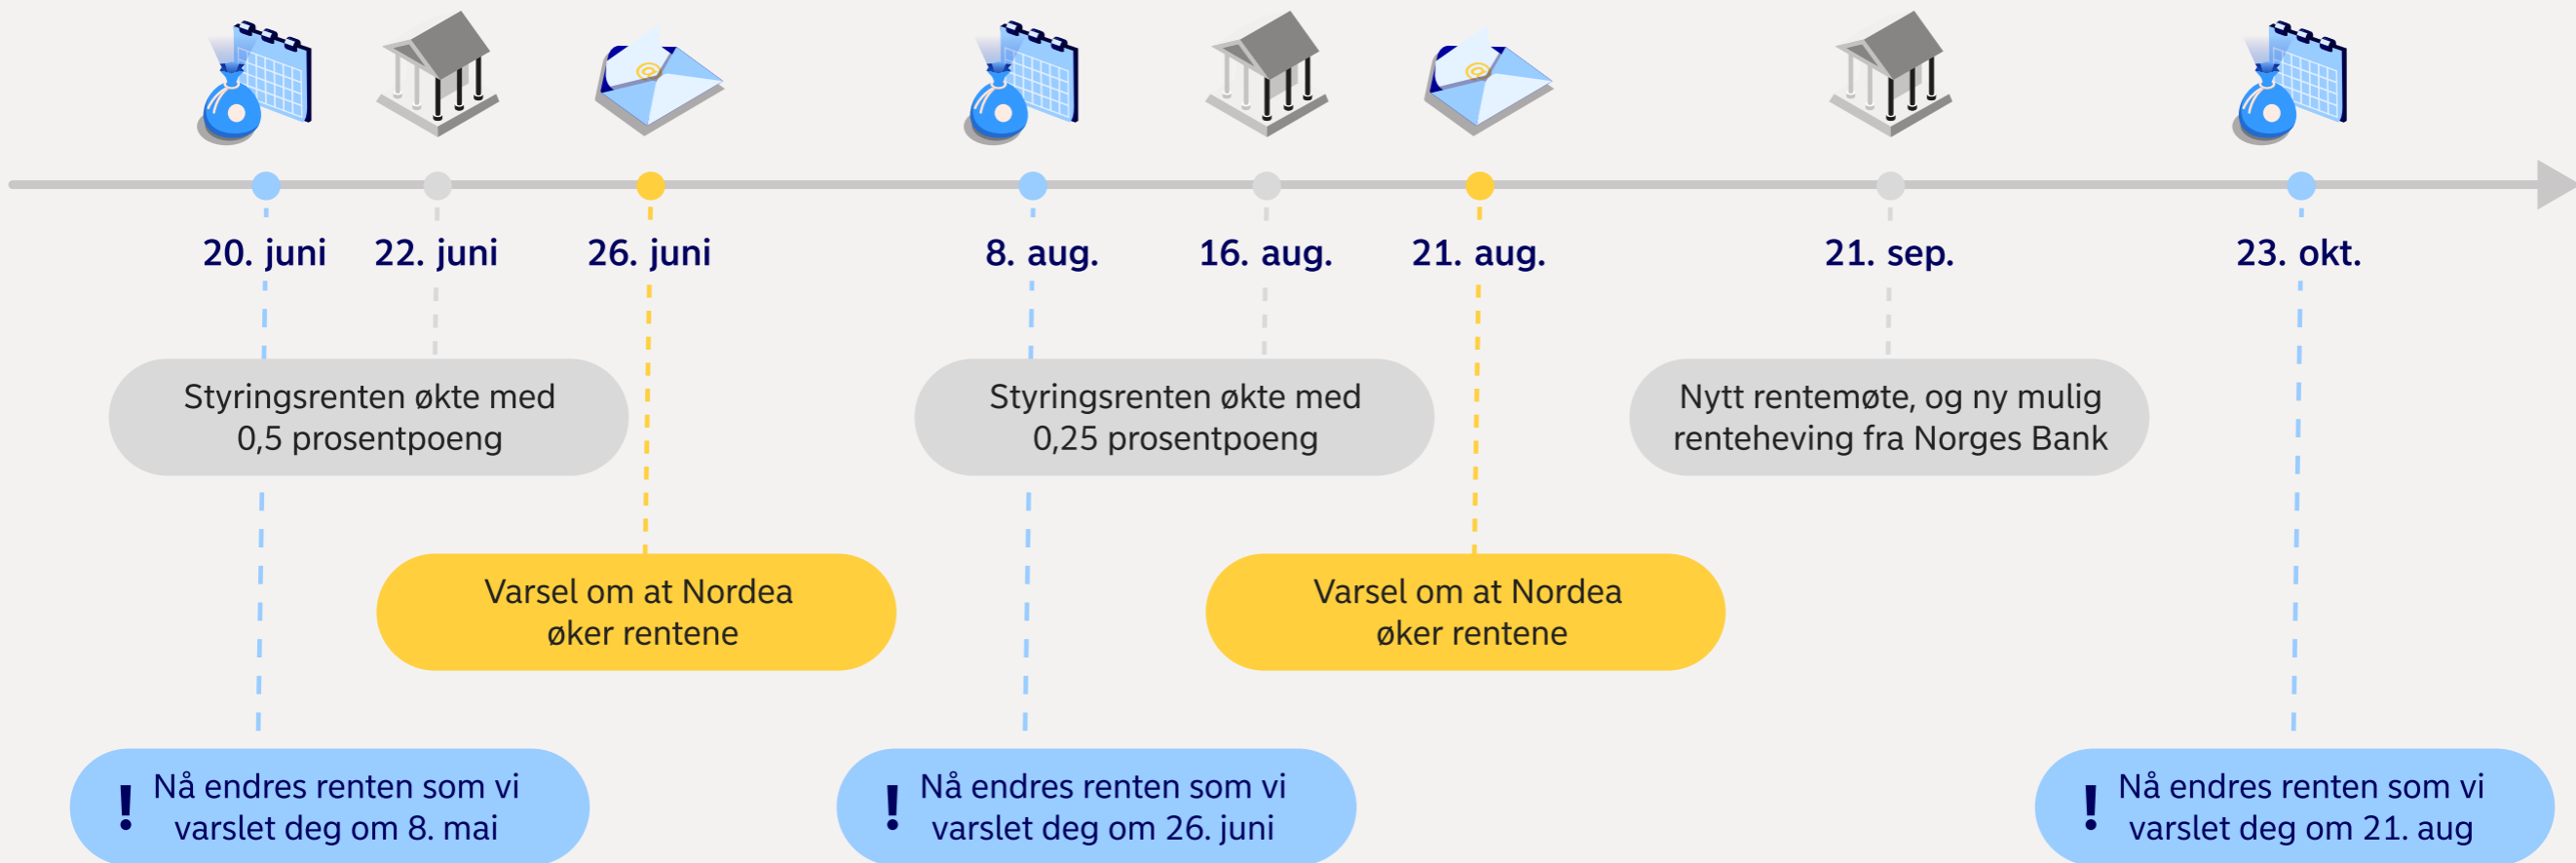 20. juni
22. juni
26. juni
8. aug.
16. aug.
21. aug.
21. sep.
23. okt.
Styringsrenten økte med
0,5 prosentpoeng
Styringsrenten økte med
0,25 prosentpoeng
Nytt rentemøte, og ny mulig
renteheving fra Norges Bank
Varsel om at Nordea
øker rentene
Varsel om at Nordea
øker rentene
! Nå endres renten som vi
varslet deg om 8. mai
! Nå endres renten som vi
varslet deg om 26. juni
! Nå endres renten som vi
varslet deg om 21. aug